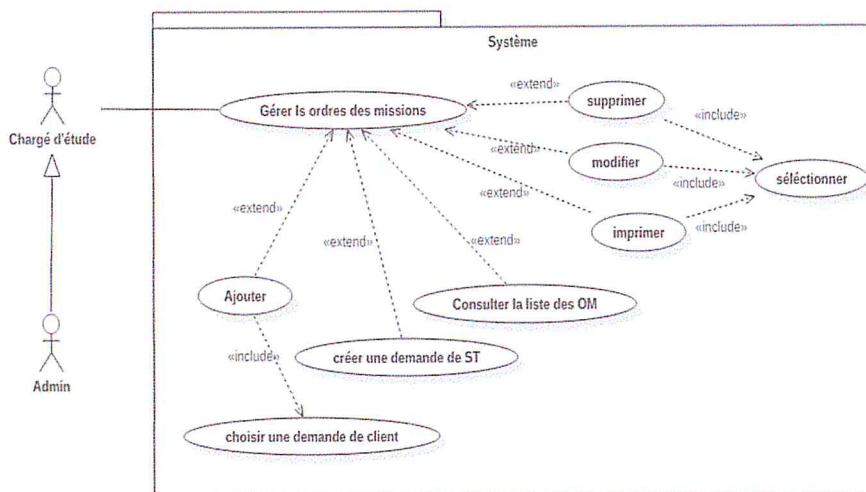 Système
«extend»
supprimer
Gérer ls ordres des missions
«include»
Chargé d'étude
«extend»
modifier
«include»
séléctionner
«extend»
«extend»
imprimer
«include»
«extend»
«extend»
Ajouter
Consulter la liste des OM
«include»
créer une demande de ST
Admin
choisir une demande de client